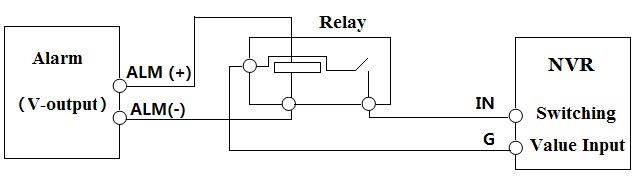 Relay
Alarm
（V-output）
ALM (+)
ALM(-)
NVR
IN
Switching
G
Value Input